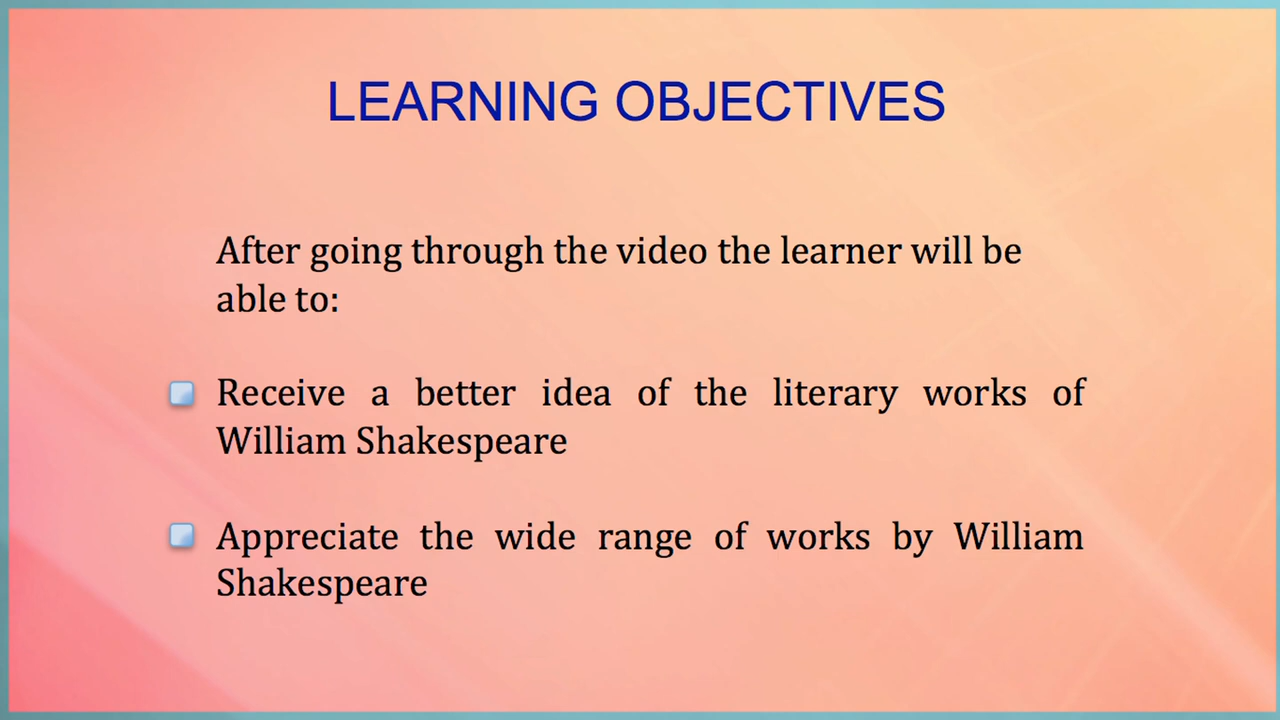 LEARNING OBJECTIVES
After going through the video the learner will be
able to:
Receive a better idea of the literary works of
William Shakespeare
Appreciate the wide range of works by William
Shakespeare